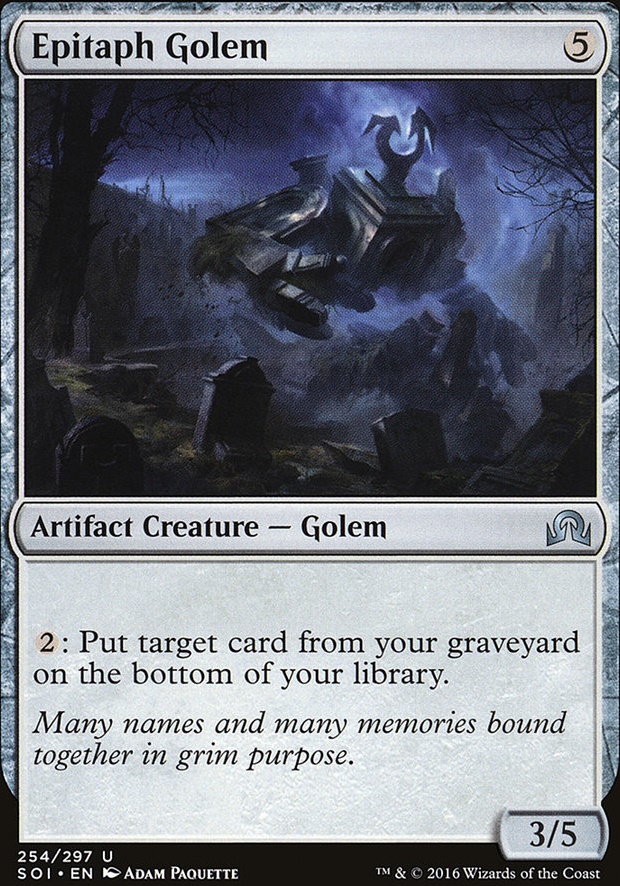 Epitaph Golem 5
Artifact Creature — Golem
2: Put target card from your graveyard
on the bottom of your library.
Many names and many memories bound
together in grim purpose.
3/5
254/297 U
SOI • EN Adam Paquette
™ & © 2016 Wizards of the Coast